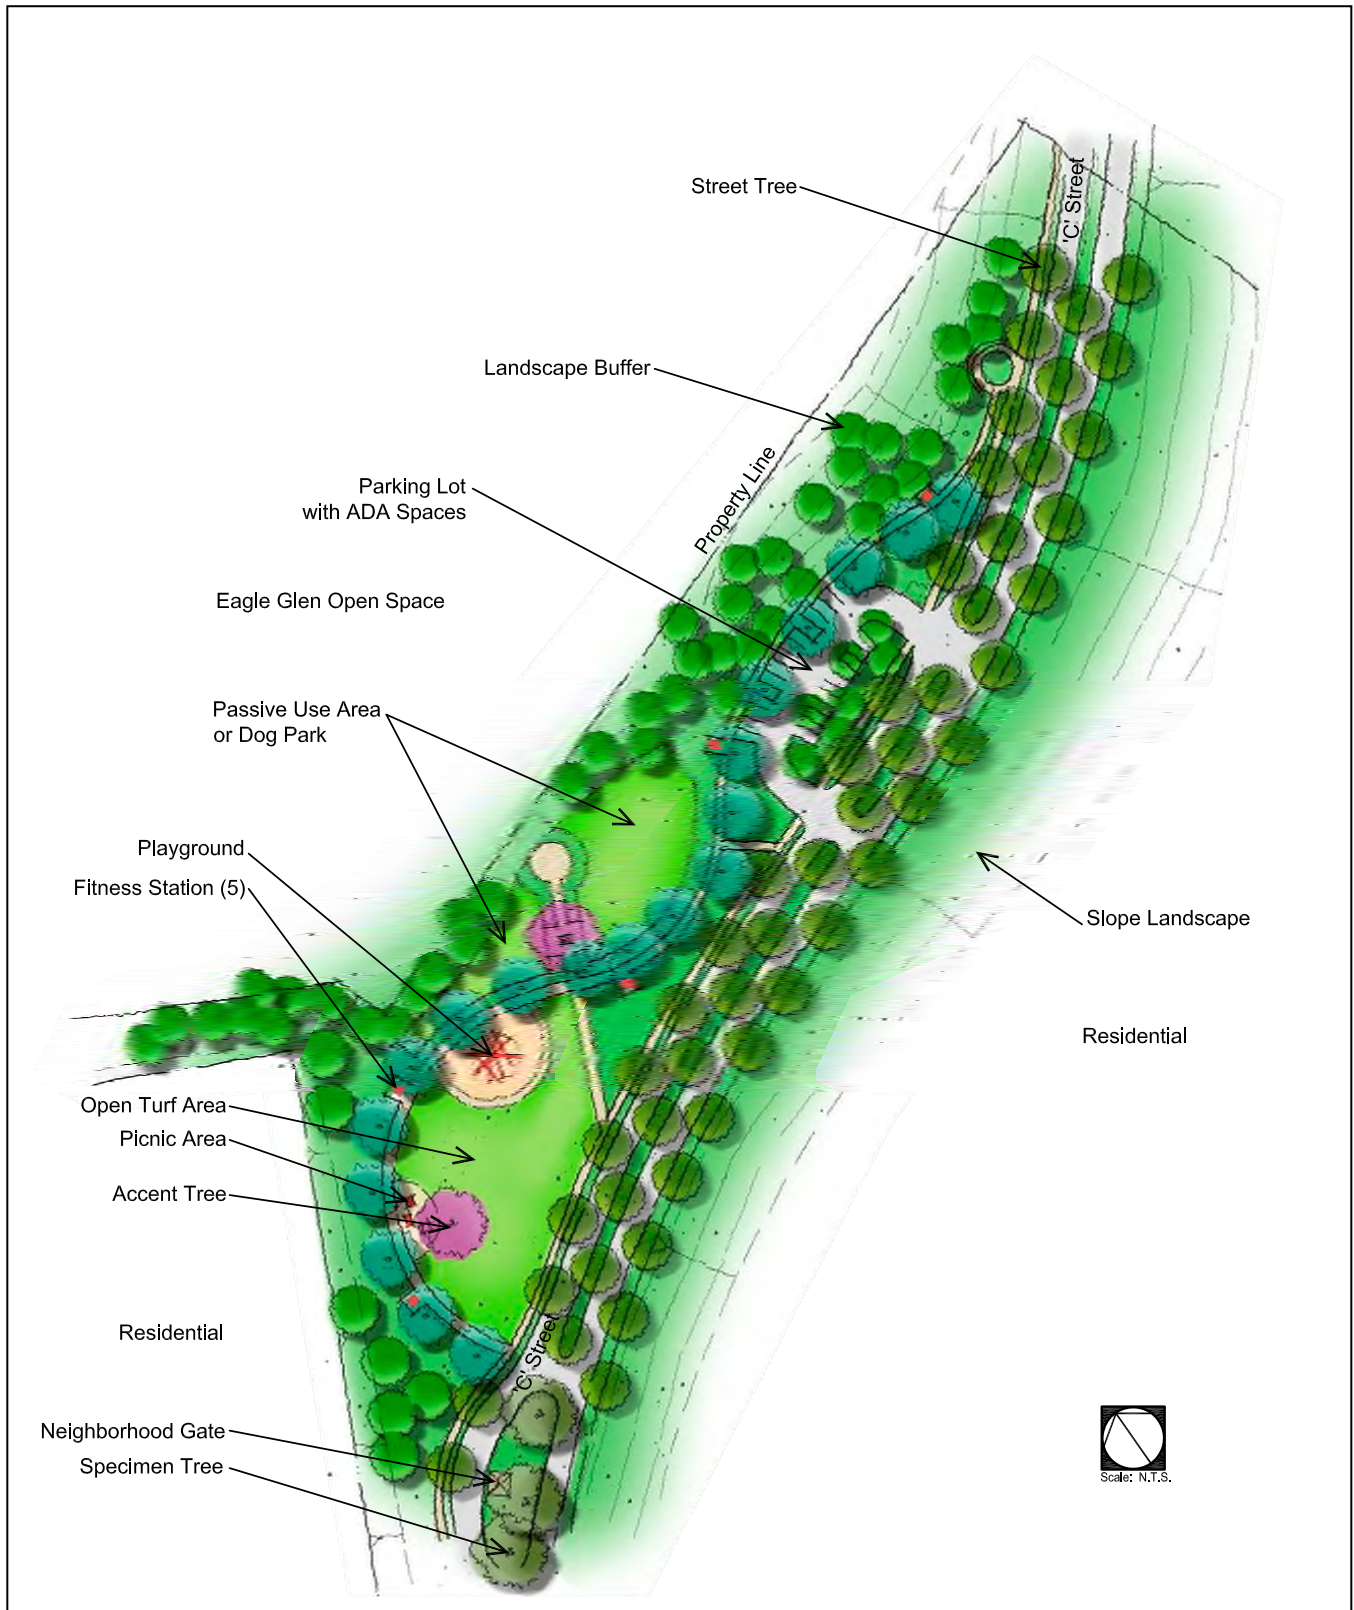 'C' Street
Street Tree
Landscape Buffer
Property Line
Parking Lot
with ADA Spaces
Eagle Glen Open Space
Passive Use Area
or Dog Park
Playground
Fitness Station (5)
Slope Landscape
Residential
Open Turf Area
Picnic Area
Accent Tree
Residential
'C' Street
Neighborhood Gate
Specimen Tree
Scale: N.T.S.